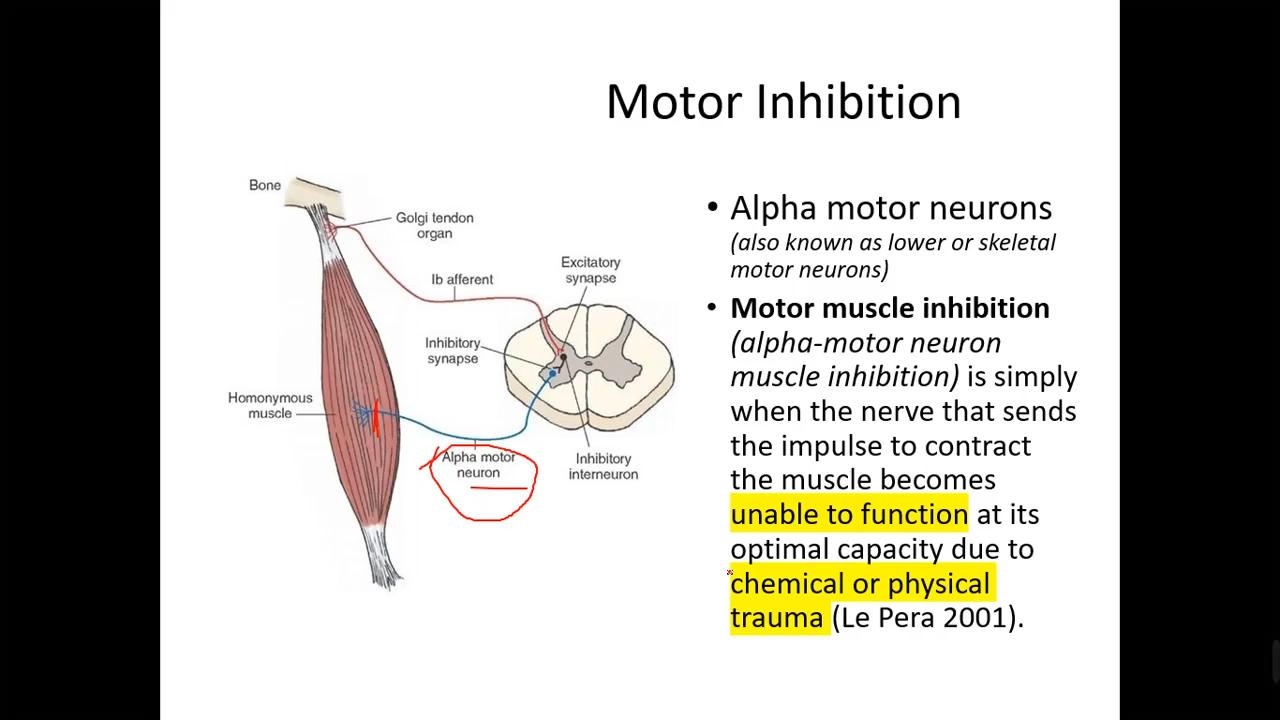 Motor Inhibition
Bone
Golgi tendon
organ
Ib afferent
Excitatory
synapse
Inhibitory
synapse
Homonymous
muscle
Alpha motor
neuron
Inhibitory
interneuron
• Alpha motor neurons
(also known as lower or skeletal
motor neurons)
• Motor muscle inhibition
(alpha-motor neuron
muscle inhibition) is simply
when the nerve that sends
the impulse to contract
the muscle becomes
unable to function at its
optimal capacity due to
chemical or physical
trauma (Le Pera 2001).